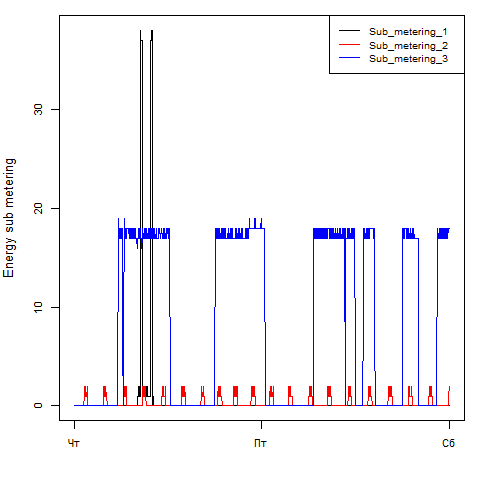 Sub_metering_1
Sub_metering_2
Sub_metering_3
Energy sub metering
30
20
10
0
Чт Пт Сб